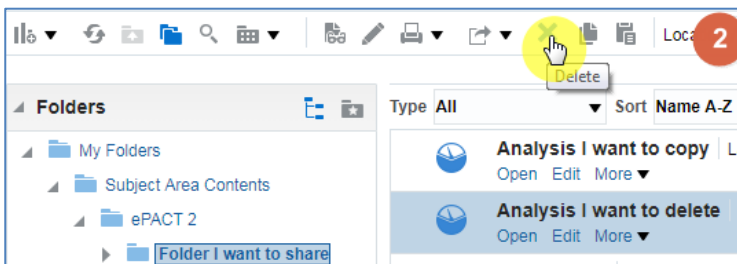 Loca
2
Delete
Folders
Type All Sort Name A-Z
My Folders
Subject Area Contents
ePACT 2
Folder I want to share
Analysis I want to copy L
Open Edit More
Analysis I want to delete
Open Edit More